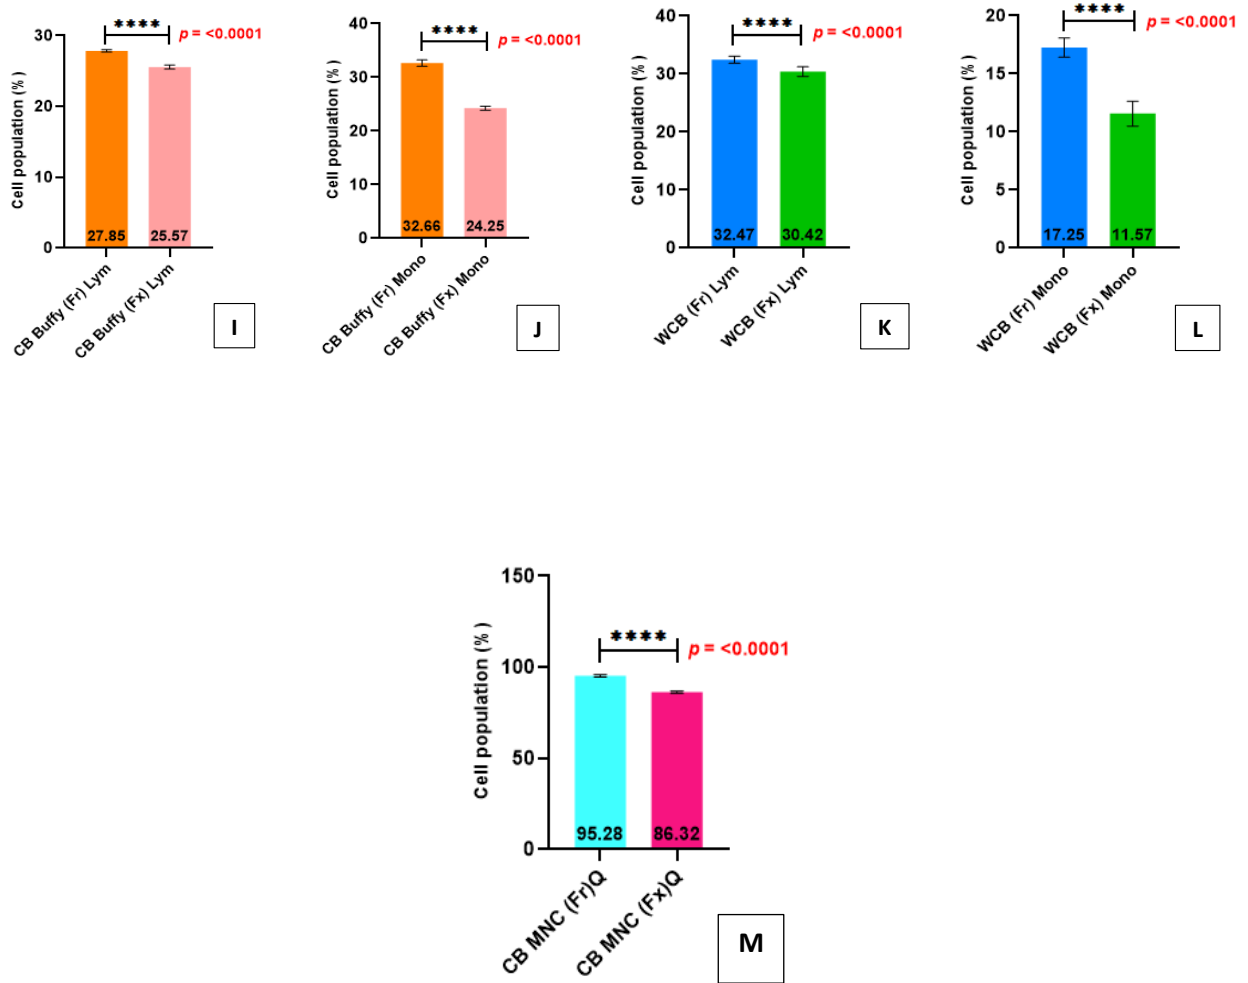 ****
p = <0.0001
Cell population (%)
30
20
10
0
27.85
25.57
CB Buffy (Fr) Lym
CB Buffy (Fx) Lym
I
****
p = <0.0001
Cell population (%)
40
30
20
10
0
32.66
24.25
CB Buffy (Fr) Mono
CB Buffy (Fx) Mono
J
****
p = <0.0001
Cell population (%)
40
30
20
10
0
32.47
30.42
WCB (Fr) Lym
WCB (Fx) Lym
K
****
p = <0.0001
Cell population (%)
20
15
10
5
0
17.25
11.57
WCB (Fr) Mono
WCB (Fx) Mono
L
****
p = <0.0001
Cell population (%)
150
100
50
0
95.28
86.32
CB MNC (Fr)Q
CB MNC (Fx)Q
M